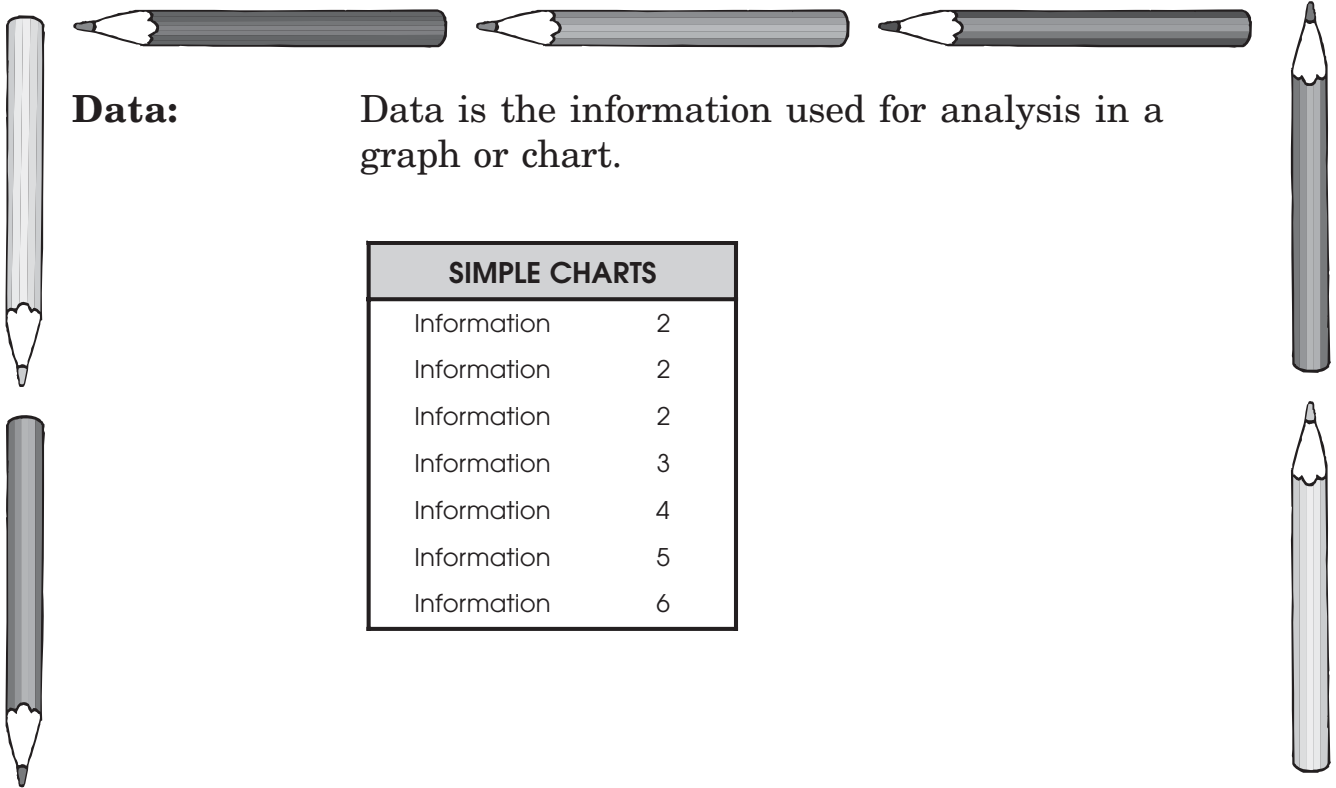 Data: Data is the information used for analysis in a
graph or chart.
SIMPLE CHARTS
Information 2
Information 2
Information 2
Information 3
Information 4
Information 5
Information 6